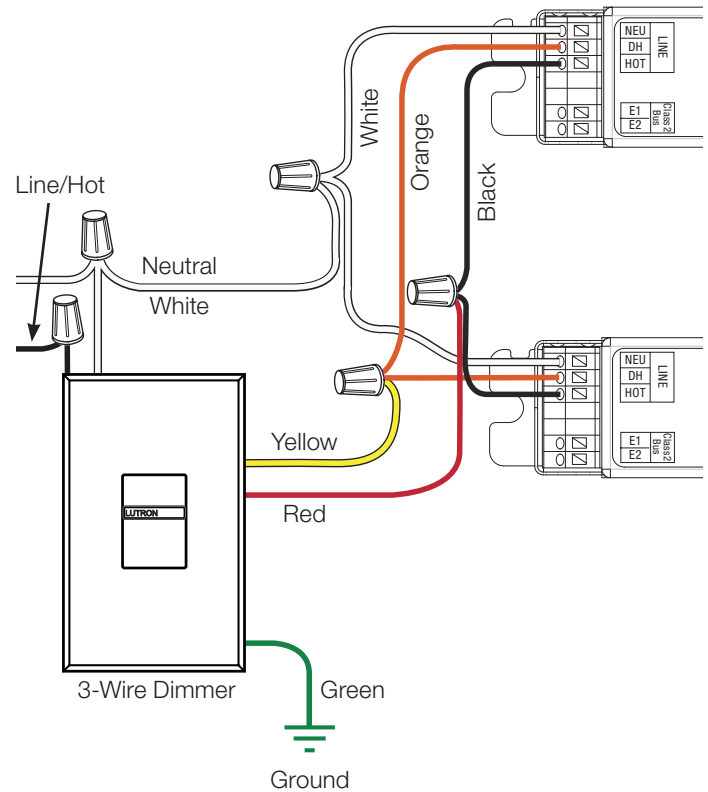 NEU
DH
HOT
LINE
E1
E2
Class 2
Bus
White
Orange
Black
Line/Hot
Neutral
White
NEU
DH
HOT
LINE
E1
E2
Class 2
Bus
Yellow
Red
LUTRON
3-Wire Dimmer
Green
Ground